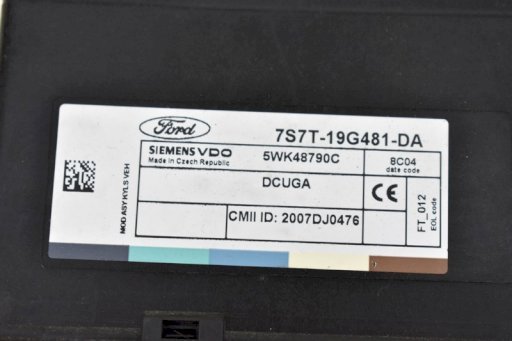 Ford
7S7T-19G481-DA
SIEMENS VDO
Made in Czech Republic
5WK48790C
8C04
date code
DCUGA
CE
CMII ID: 2007DJ0476
FT_012
EOL code
MOD ASY KYLS VEH